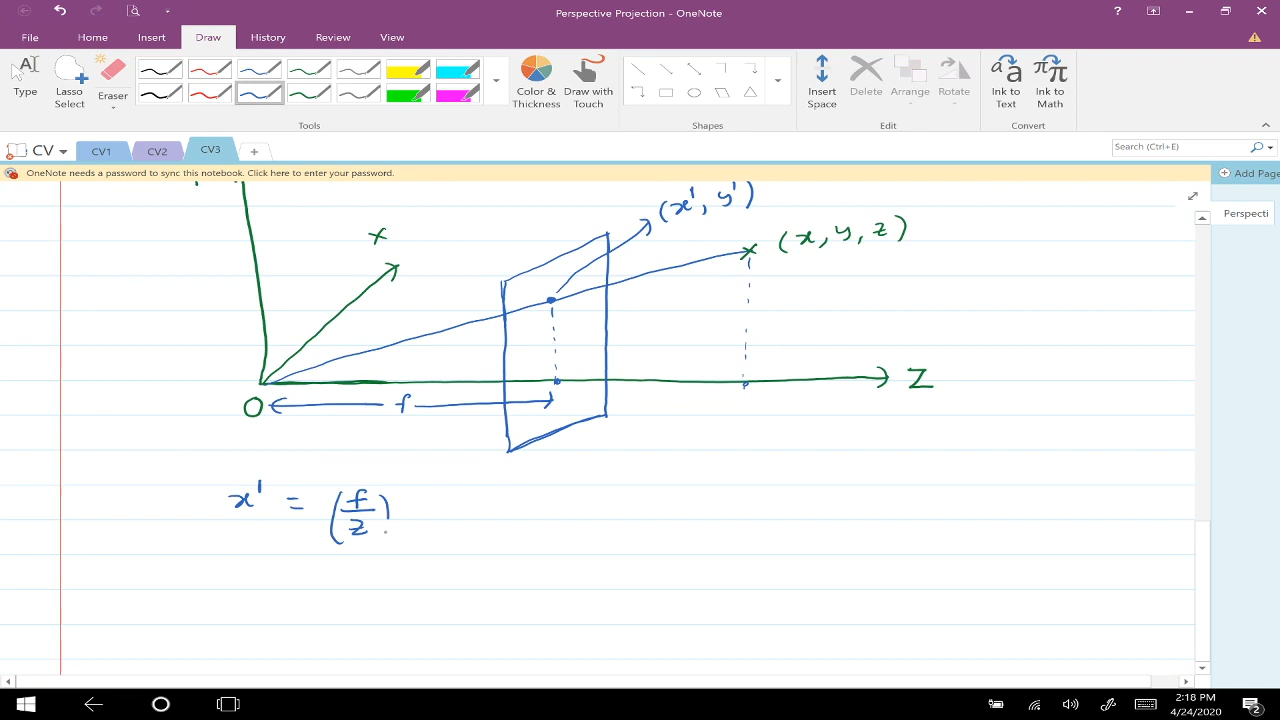 Perspective Projection - OneNote
?
File Home Insert Draw History Review View
Type
Lasso Select
Eraser
Color & Thickness
Draw with Touch
Insert Space
Delete
Arrange
Rotate
Ink to Text
Ink to Math
Tools
Shapes
Edit
Convert
CV CV1 CV2 CV3 +
Search (Ctrl+E)
OneNote needs a password to sync this notebook. Click here to enter your password.
Add Page
Perspecti
(x', y')
x
(x, y, z)
Z
O
f
x' = (f/z)
2:18 PM
4/24/2020
2